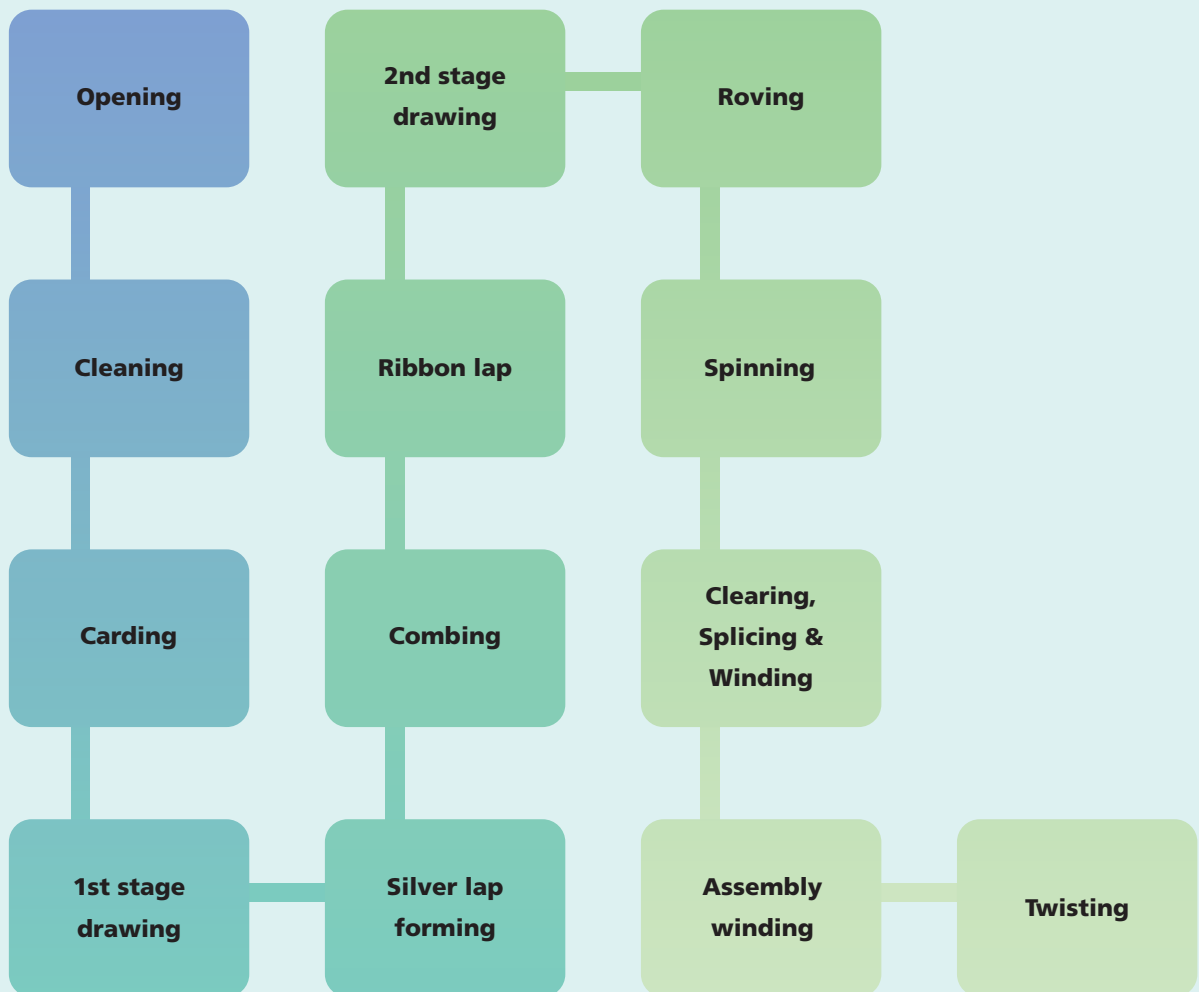 Opening
Cleaning
Carding
1st stage
drawing
Silver lap
forming
Combing
Ribbon lap
2nd stage
drawing
Roving
Spinning
Clearing,
Splicing &
Winding
Assembly
winding
Twisting